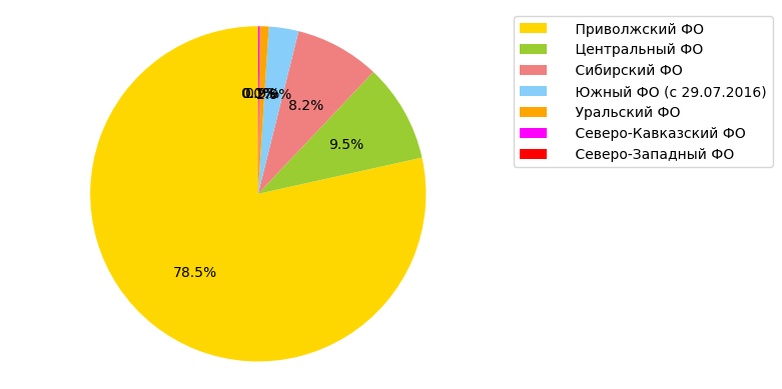 Приволжский ФО
Центральный ФО
Сибирский ФО
Южный ФО (с 29.07.2016)
Уральский ФО
Северо-Кавказский ФО
Северо-Западный ФО
8.2%
9.5%
78.5%